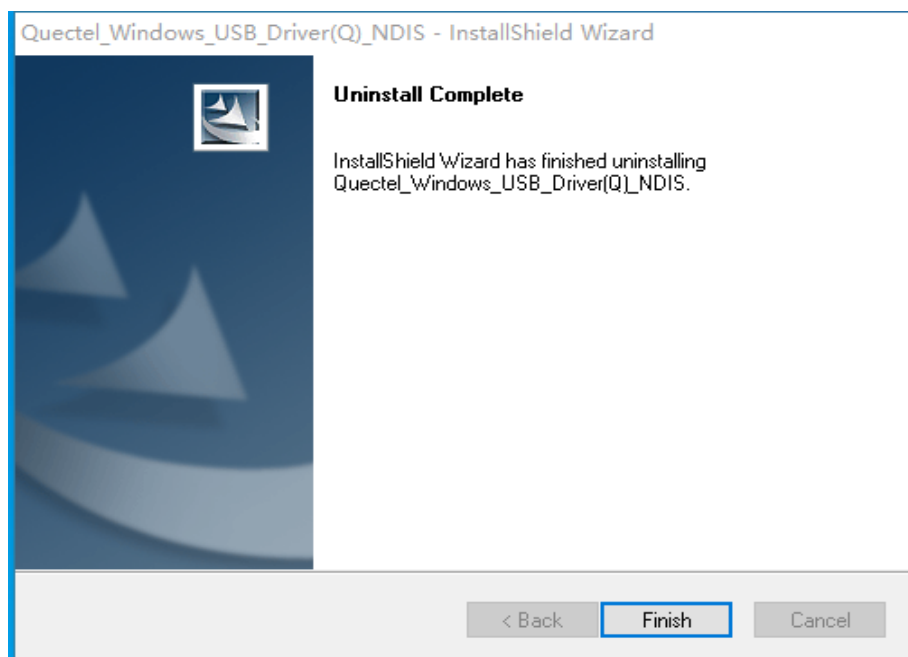 Quectel_Windows_USB_Driver(Q)_NDIS - InstallShield Wizard
Uninstall Complete
InstallShield Wizard has finished uninstalling
Quectel_Windows_USB_Driver(Q)_NDIS.
< Back
Finish
Cancel